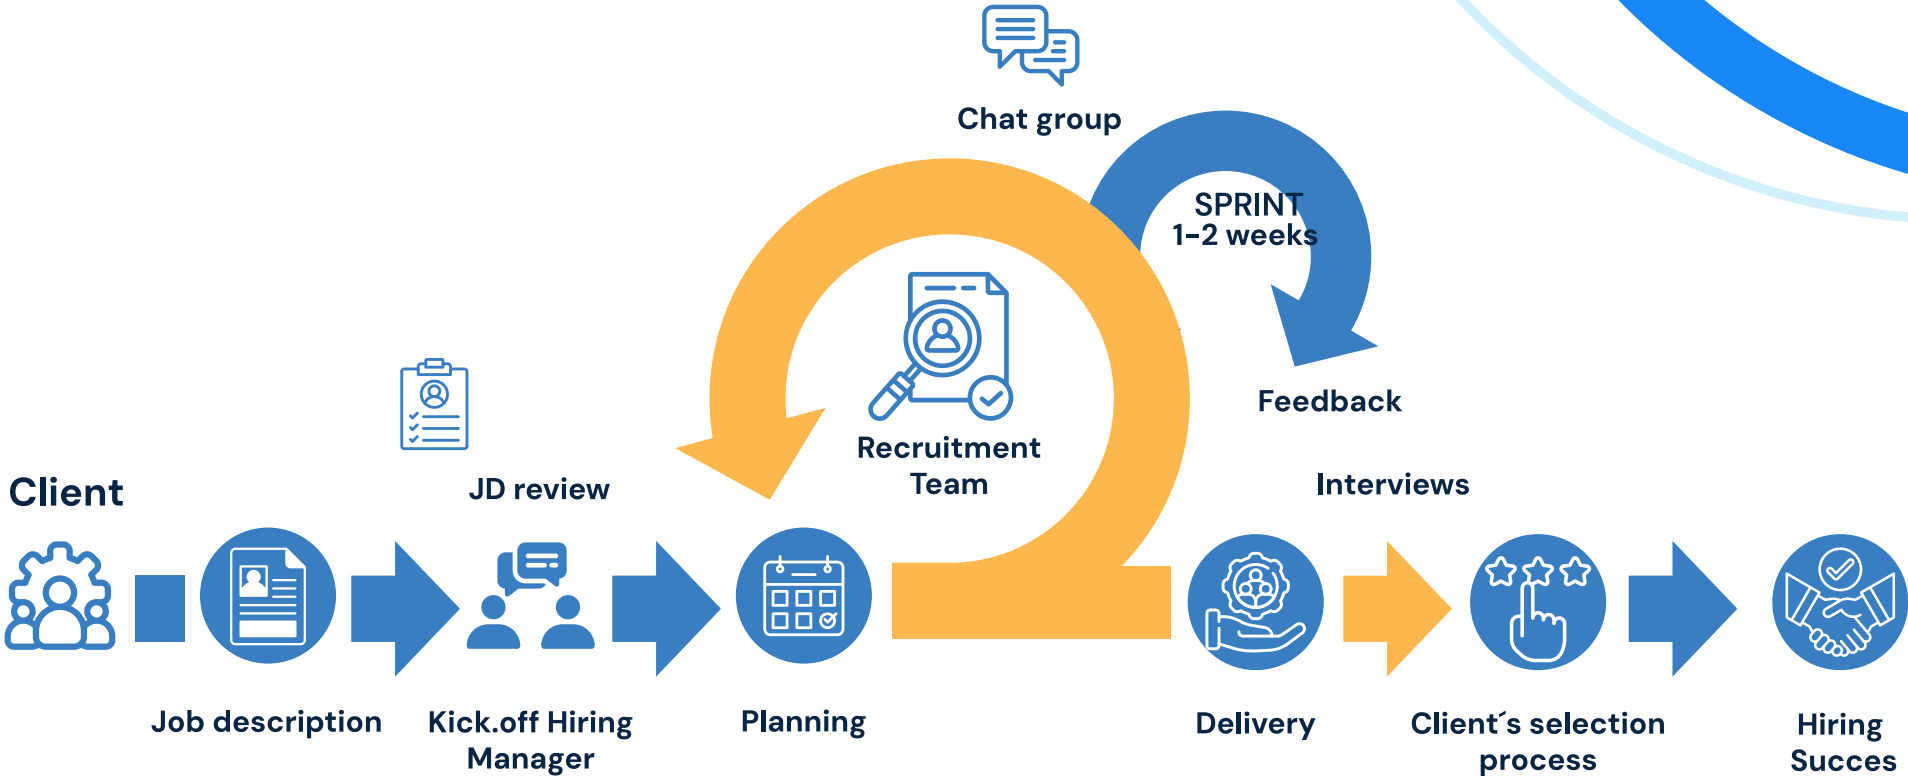 Chat group
SPRINT
1–2 weeks
Feedback
Recruitment
Team
Client
JD review
Interviews
Job description
Kick.off Hiring
Manager
Planning
Delivery
Client´s selection
process
Hiring
Succes